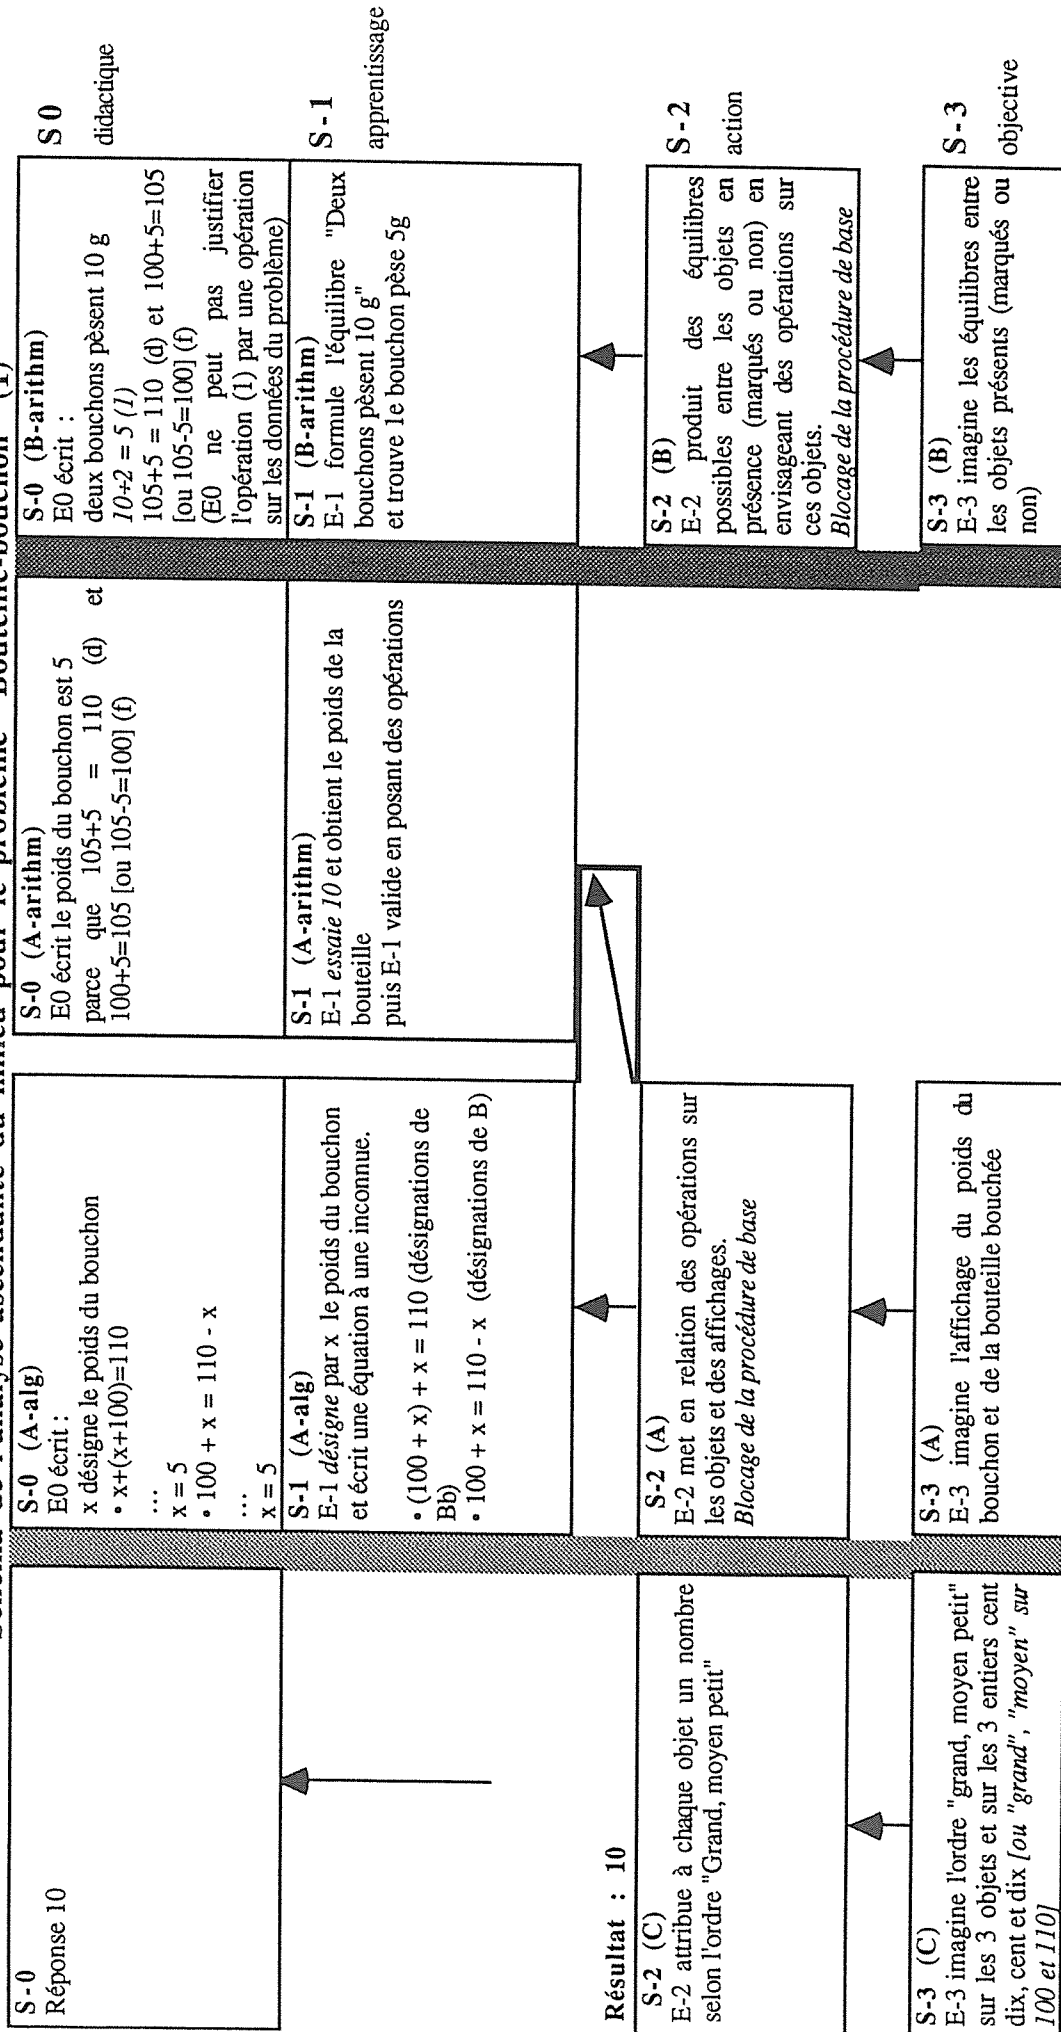 schéma de l'analyse ascendante du milieu pour le problème "Bouteille-bouchon" (1)
S-0
Réponse 10
S-0 (A-alg)
E0 écrit :
x désigne le poids du bouchon
• x+(x+100)=110
...
x = 5
• 100 + x = 110 - x
...
x = 5
S-0 (A-arithm)
E0 écrit le poids du bouchon est 5
parce que 105+5 = 110 (d) et
100+5=105 [ou 105-5=100] (f)
S-0 (B-arithm)
E0 écrit :
deux bouchons pèsent 10 g
10÷2 = 5 (1)
105+5 = 110 (d) et 100+5=105
[ou 105-5=100] (f)
(E0 ne peut pas justifier
l'opération (1) par une opération
sur les données du problème)
S 0
didactique
S-1 (A-alg)
E-1 désigne par x le poids du bouchon
et écrit une équation à une inconnue.
• (100 + x) + x = 110 (désignations de
Bb)
• 100 + x = 110 - x (désignations de B)
S-1 (A-arithm)
E-1 essaie 10 et obtient le poids de la
bouteille
puis E-1 valide en posant des opérations
S-1 (B-arithm)
E-1 formule l'équilibre "Deux
bouchons pèsent 10 g"
et trouve le bouchon pèse 5g
S-1
apprentissage
Résultat : 10
S-2 (C)
E-2 attribue à chaque objet un nombre
selon l'ordre "Grand, moyen petit"
S-2 (A)
E-2 met en relation des opérations sur
les objets et des affichages.
Blocage de la procédure de base
S-2 (B)
E-2 produit des équilibres
possibles entre les objets en
présence (marqués ou non) en
envisageant des opérations sur
ces objets.
Blocage de la procédure de base
S-2
action
S-3 (C)
E-3 imagine l'ordre "grand, moyen petit"
sur les 3 objets et sur les 3 entiers cent
dix, cent et dix [ou "grand", "moyen" sur
100 et 110]
S-3 (A)
E-3 imagine l'affichage du poids du
bouchon et de la bouteille bouchée
S-3 (B)
E-3 imagine les équilibres entre
les objets présents (marqués ou
non)
S-3
objective